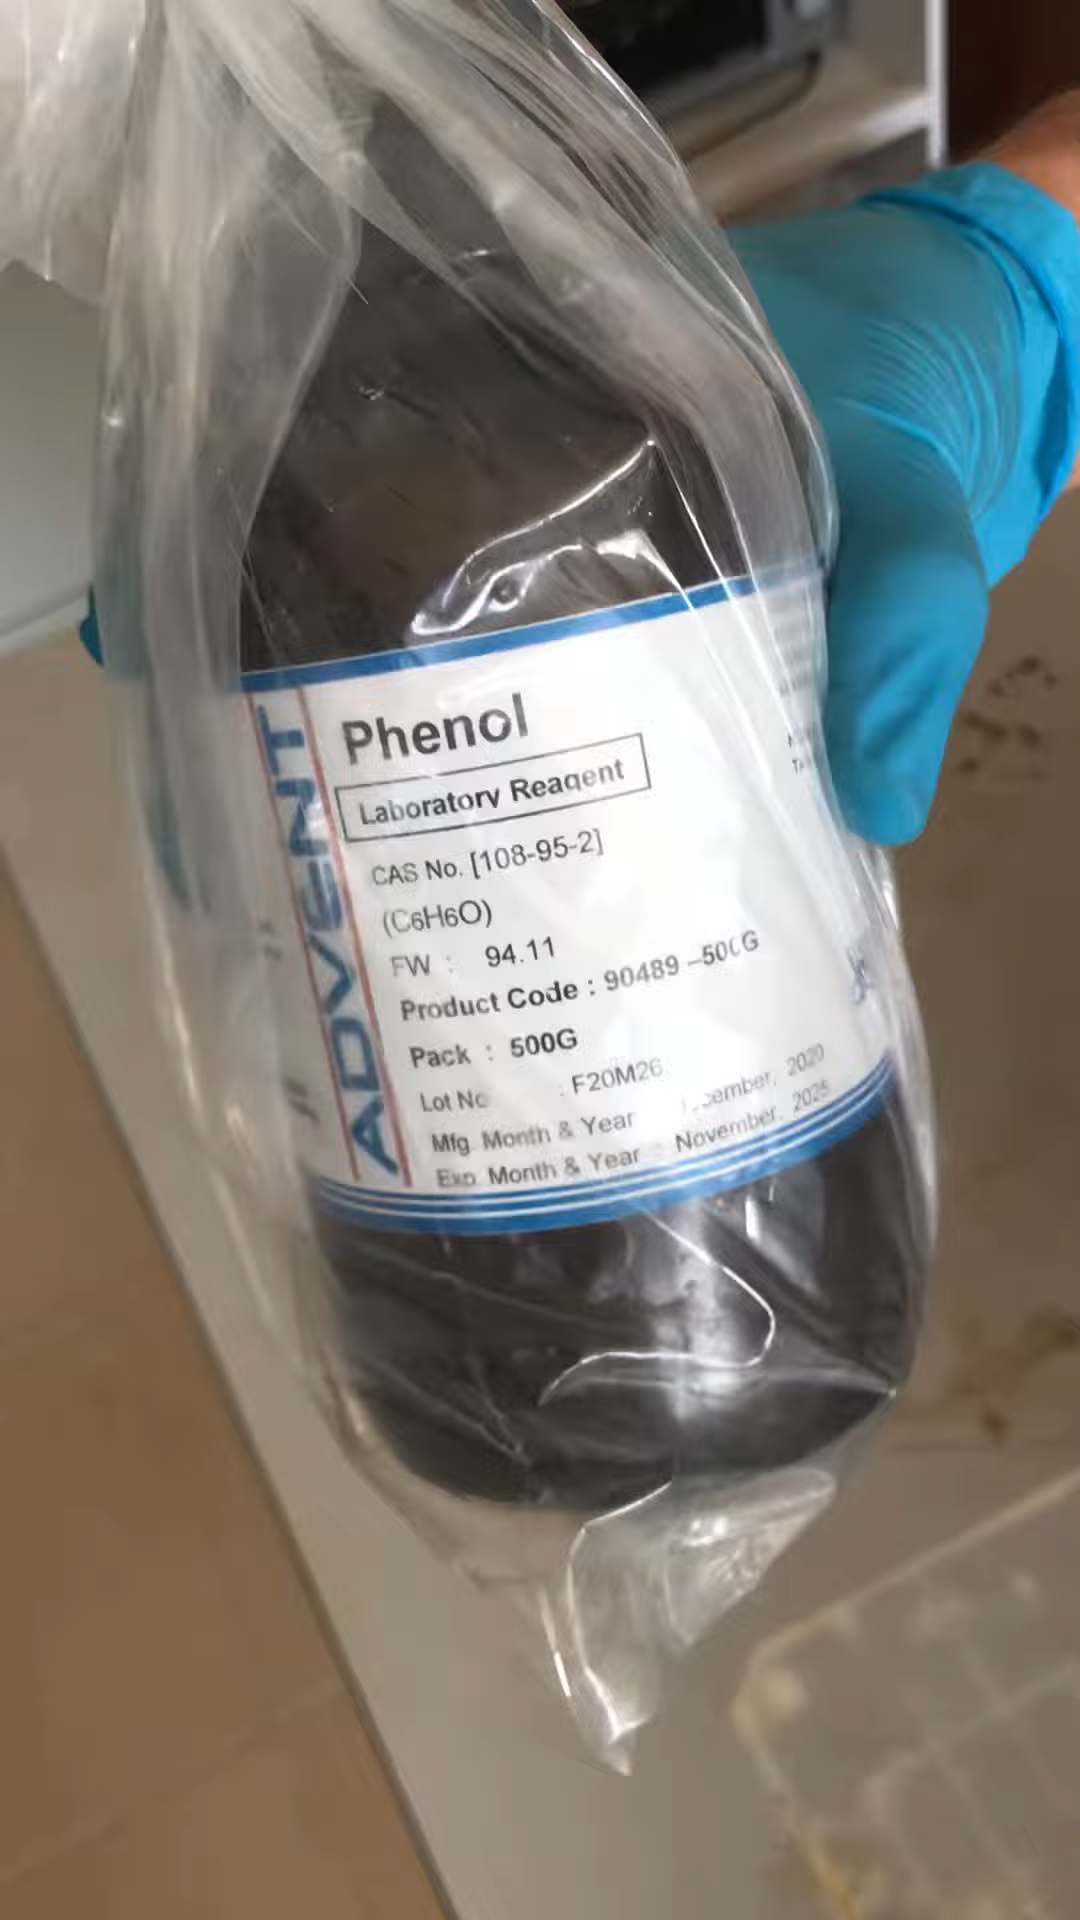 ADVENT
Phenol
Laboratory Reagent
CAS No. [108-95-2]
(C6H6O)
FW : 94.11
Product Code : 90489 –500G
Pack : 500G
Lot No : F20M26
Mfg. Month & Year 2020
Exp. Month & Year : November, 2025